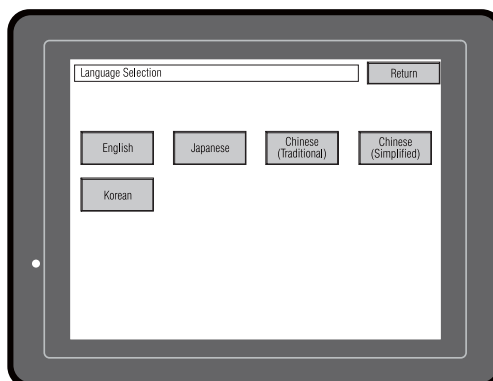 Language Selection
Return
English
Japanese
Chinese
(Traditional)
Chinese
(Simplified)
Korean